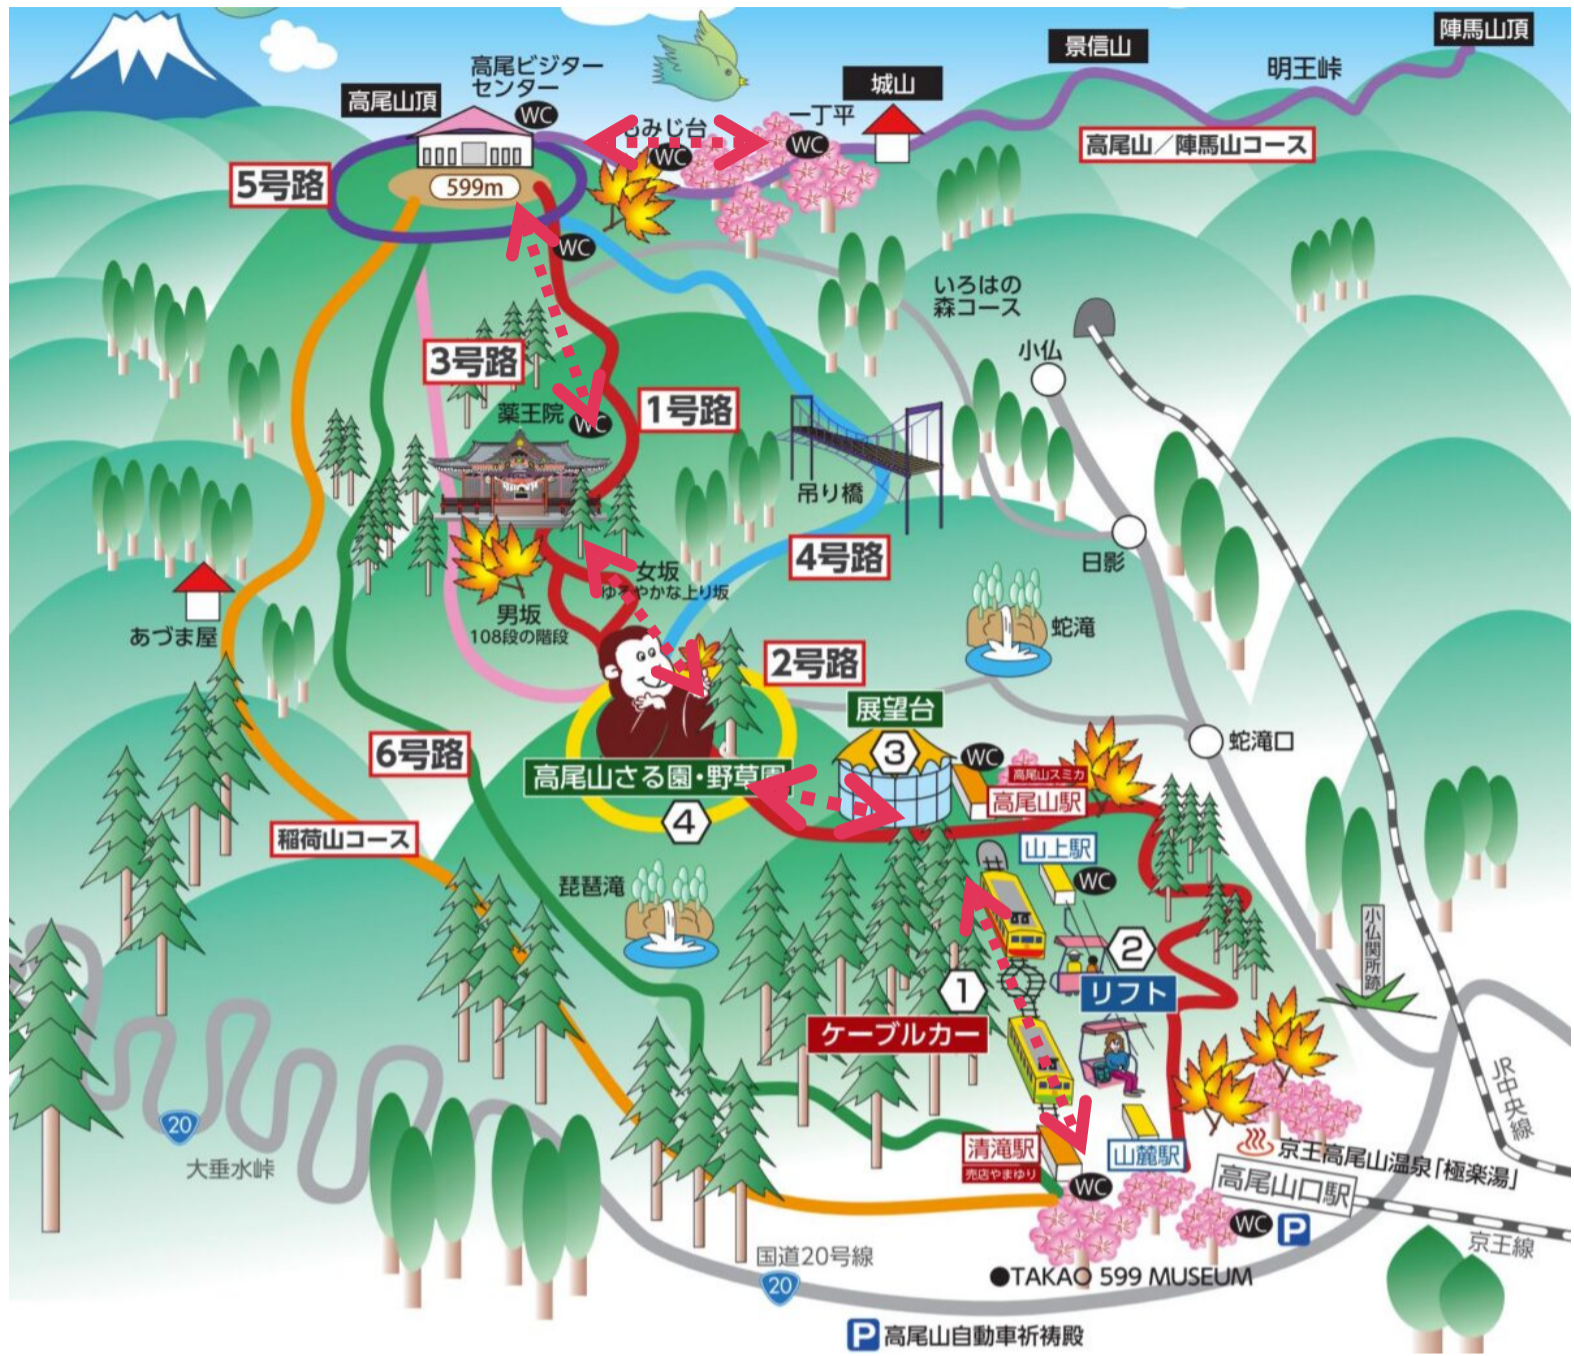 陣馬山頂
景信山
明王峠
高尾ビジター
センター
WC
高尾山頂
城山
一丁平
もみじ台
WC
WC
高尾山／陣馬山コース
5号路
599m
WC
いろはの
森コース
小仏
3号路
1号路
薬王院
WC
吊り橋
4号路
日影
女坂
ゆるやかな上り坂
男坂
108段の階段
あづま屋
蛇滝
2号路
展望台
3
蛇滝口
6号路
WC
高尾山スミカ
高尾山駅
高尾山さる園・野草園
4
稲荷山コース
山上駅
WC
琵琶滝
小仏関所跡
2
リフト
1
ケーブルカー
JR中央線
20
大垂水峠
清滝駅
売店やまゆり
山麓駅
京王高尾山温泉「極楽湯」
高尾山口駅
WC
WC
P
京王線
国道20号線
20
●TAKAO 599 MUSEUM
P 高尾山自動車祈祷殿